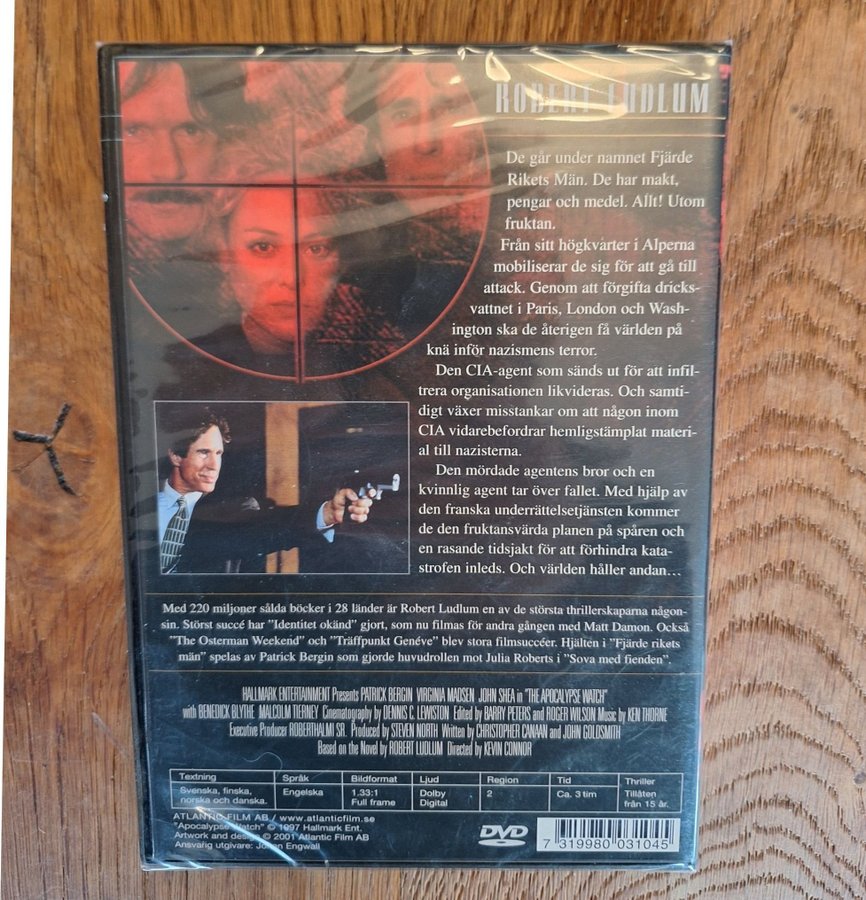 ROBERT LUDLUM
De går under namnet Fjärde
Rikets Män. De har makt,
pengar och medel. Allt! Utom
fruktan.
Från sitt högkvarter i Alperna
mobiliserar de sig för att gå till
attack. Genom att förgifta dricks-
vattnet i Paris, London och Wash-
ington ska de återigen få världen på
knä inför nazismens terror.
Den CIA-agent som sänds ut för att infil-
trera organisationen likvideras. Och samti-
digt växer misstankar om att någon inom
CIA vidarebefordrar hemligstämplat materi-
al till nazisterna.
Den mördade agentens bror och en
kvinnlig agent tar över fallet. Med hjälp av
den franska underrättelsetjänsten kommer
de den fruktansvärda planen på spåren och
en rasande tidsjakt för att förhindra kata-
strofen inleds. Och världen håller andan...
Med 220 miljoner sålda böcker i 28 länder är Robert Ludlum en av de största thrillerskaparna någon-
sin. Störst succé har "Identitet okänd" gjort, som nu filmas för andra gången med Matt Damon. Också
"The Osterman Weekend" och "Träffpunkt Genéve" blev stora filmsuccéer. Hjälten i "Fjärde rikets
män" spelas av Patrick Bergin som gjorde huvudrollen mot Julia Roberts i "Sova med fienden".
HALLMARK ENTERTAINMENT Presents PATRICK BERGIN VIRGINIA MADSEN JOHN SHEA in "THE APOCALYPSE WATCH"
with BENEDICK BLYTHE MALCOLM TIERNEY Cinematography by DENNIS C. LEWISTON Edited by BARRY PETERS and ROGER WILSON Music by KEN THORNE
Executive Producer ROBERTHALMI SR. Produced by STEVEN NORTH Written by CHRISTOPHER CANAAN and JOHN GOLDSMITH
Based on the Novel by ROBERT LUDLUM Directed by KEVIN CONNOR
Textning Språk Bildformat Ljud Region Tid Thriller
Svenska, finska, Engelska 1.33:1 Dolby 2 Ca. 3 tim Tillåten
norska och danska. Full frame Digital från 15 år.
ATLANTIC FILM AB / www.atlanticfilm.se
"Apocalypse Watch" © 1997 Hallmark Ent.
Artwork and design © 2001 Atlantic Film AB
Ansvarig utgivare: Engwall
DVD
7 319980 031045